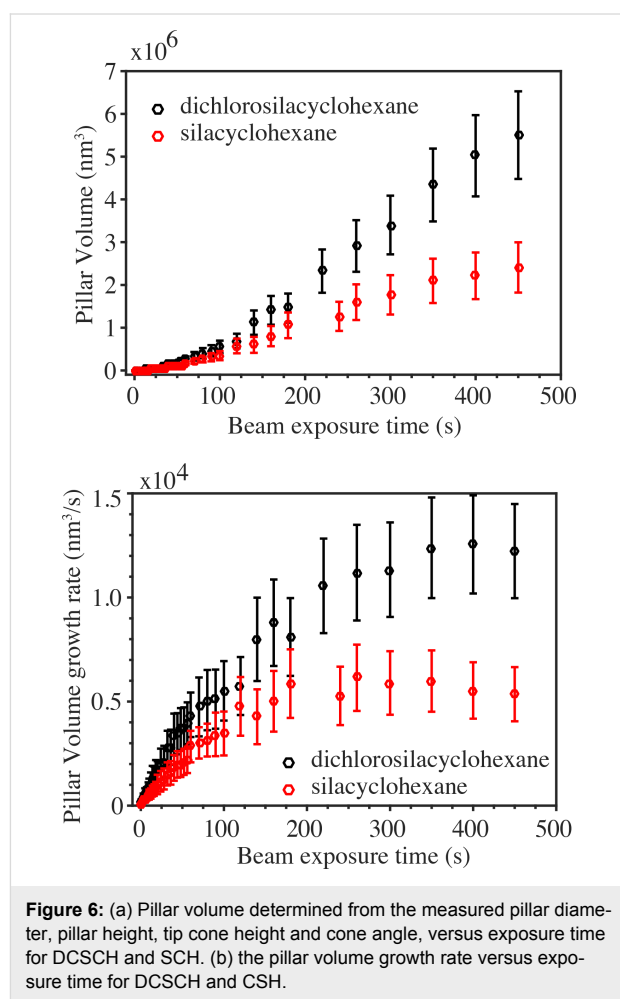 x10⁶
7
6
5
4
3
2
1
0
Pillar Volume (nm³)
dichlorosilacyclohexane
silacyclohexane
0 100 200 300 400 500
Beam exposure time (s)
x10⁴
1.5
1.0
0.5
0
Pillar Volume growth rate (nm³/s)
dichlorosilacyclohexane
silacyclohexane
0 100 200 300 400 500
Beam exposure time (s)
Figure 6: (a) Pillar volume determined from the measured pillar diame-
ter, pillar height, tip cone height and cone angle, versus exposure time
for DCSCH and SCH. (b) the pillar volume growth rate versus expo-
sure time for DCSCH and CSH.